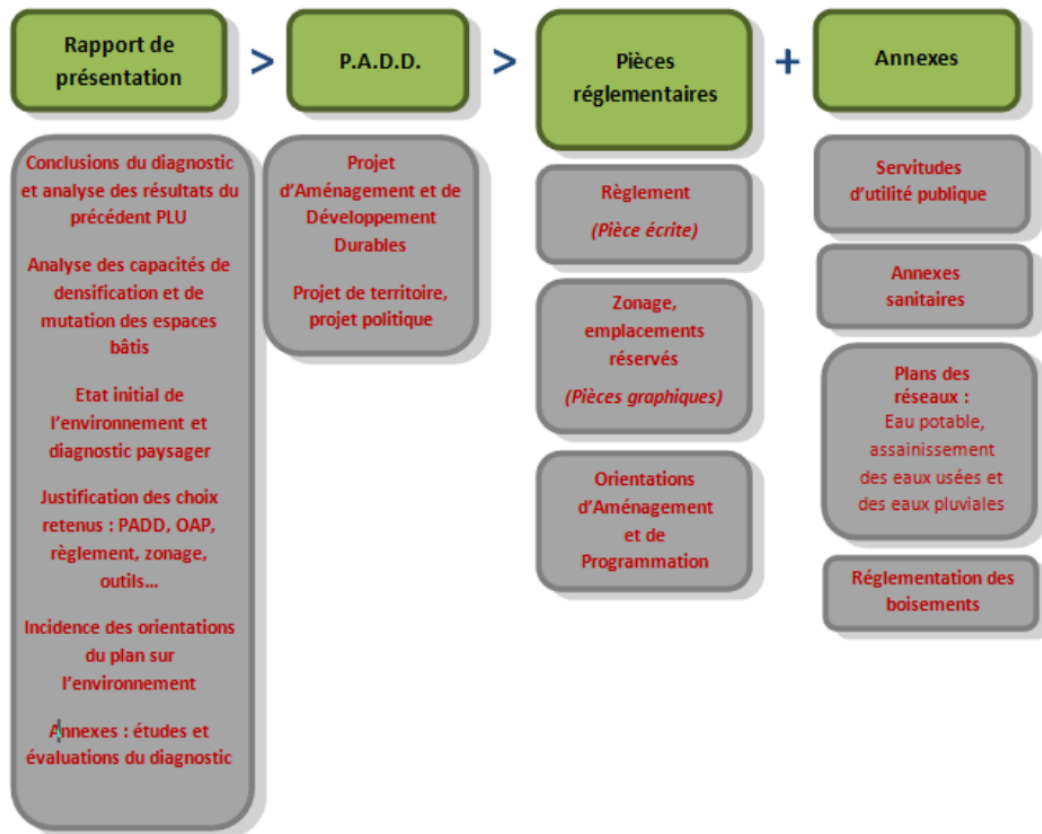 Rapport de
présentation
>
P.A.D.D.
>
Pièces
réglementaires
+
Annexes
Conclusions du diagnostic
et analyse des résultats du
précédent PLU
Analyse des capacités de
densification et de
mutation des espaces
bâtis
Etat initial de
l'environnement et
diagnostic paysager
Justification des choix
retenus : PADD, OAP,
règlement, zonage,
outils...
Incidence des orientations
du plan sur
l'environnement
Annexes : études et
évaluations du diagnostic
Projet
d'Aménagement et de
Développement
Durables
Projet de territoire,
projet politique
Règlement
(Pièce écrite)
Zonage,
emplacements
réservés
(Pièces graphiques)
Orientations
d'Aménagement
et de
Programmation
Servitudes
d'utilité publique
Annexes
sanitaires
Plans des
réseaux :
Eau potable,
assainissement
des eaux usées et
des eaux pluviales
Réglementation des
boisements